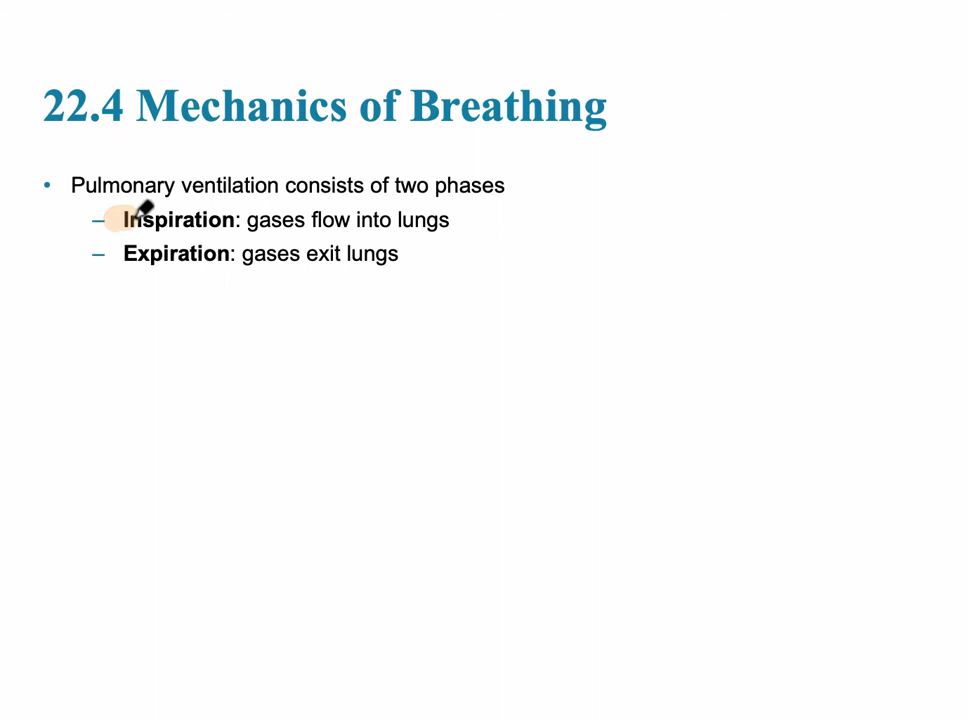 22.4 Mechanics of Breathing
• Pulmonary ventilation consists of two phases
– Inspiration: gases flow into lungs
– Expiration: gases exit lungs